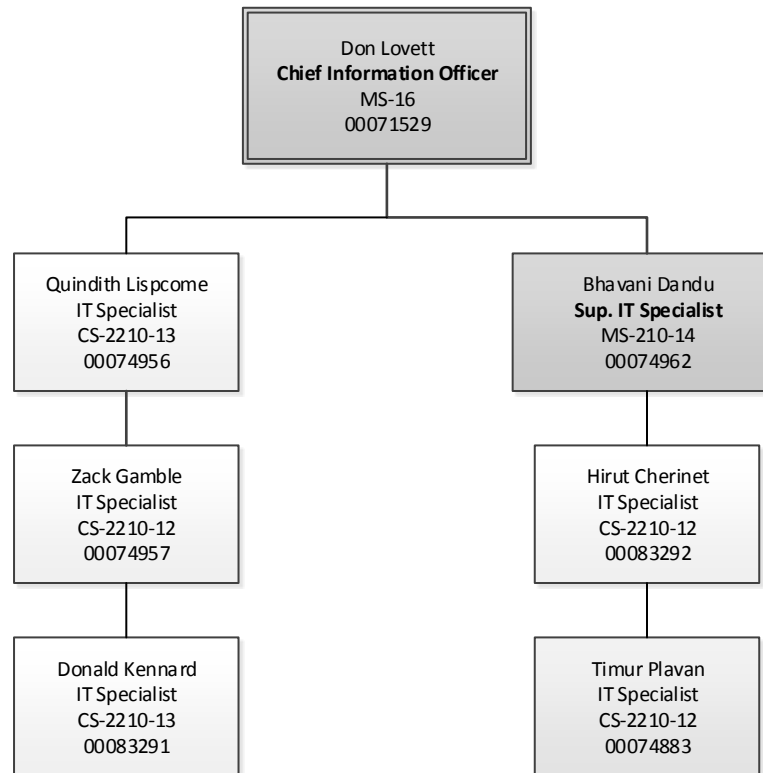 Don Lovett
Chief Information Officer
MS-16
00071529
Quindith Lispcome
IT Specialist
CS-2210-13
00074956
Bhavani Dandu
Sup. IT Specialist
MS-210-14
00074962
Zack Gamble
IT Specialist
CS-2210-12
00074957
Hirut Cherinet
IT Specialist
CS-2210-12
00083292
Donald Kennard
IT Specialist
CS-2210-13
00083291
Timur Plavan
IT Specialist
CS-2210-12
00074883